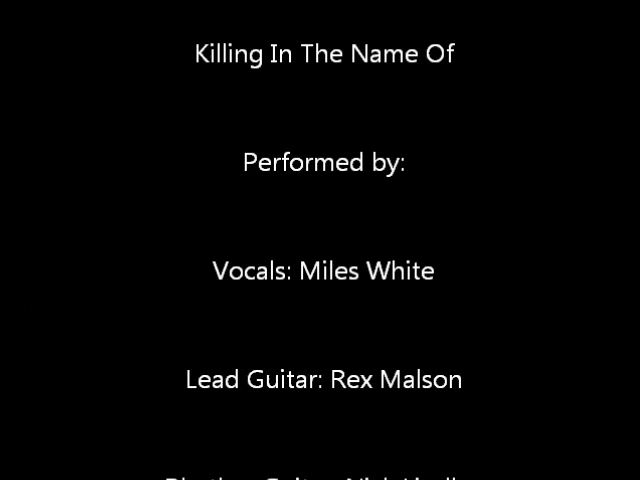 Killing In The Name Of
Performed by:
Vocals: Miles White
Lead Guitar: Rex Malson